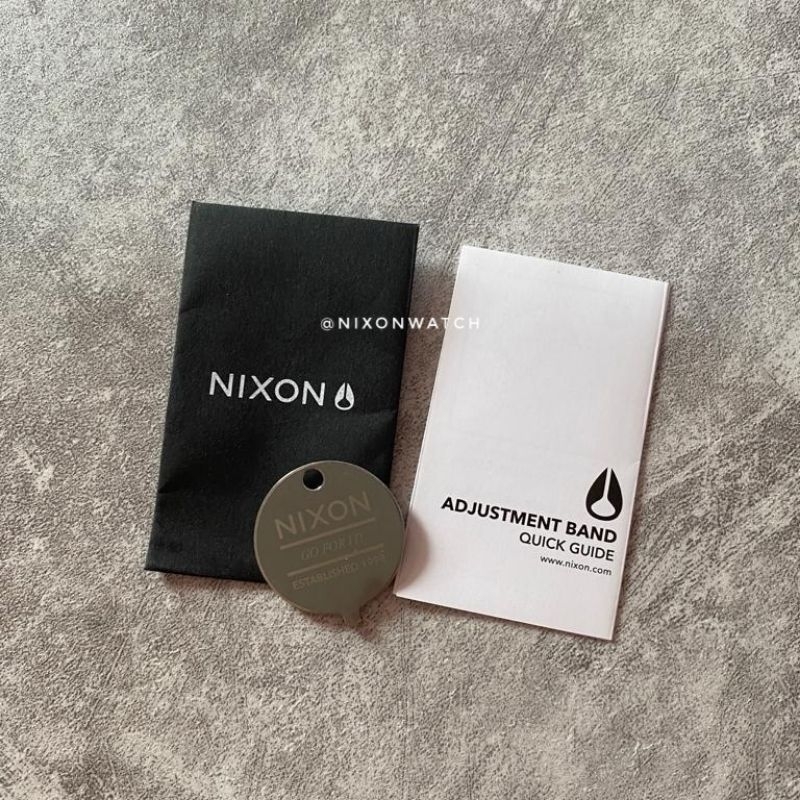 @NIXONWATCH
NIXON
NIXON
GO FOR IT
ESTABLISHED 1998
ADJUSTMENT BAND
QUICK GUIDE
www.nixon.com